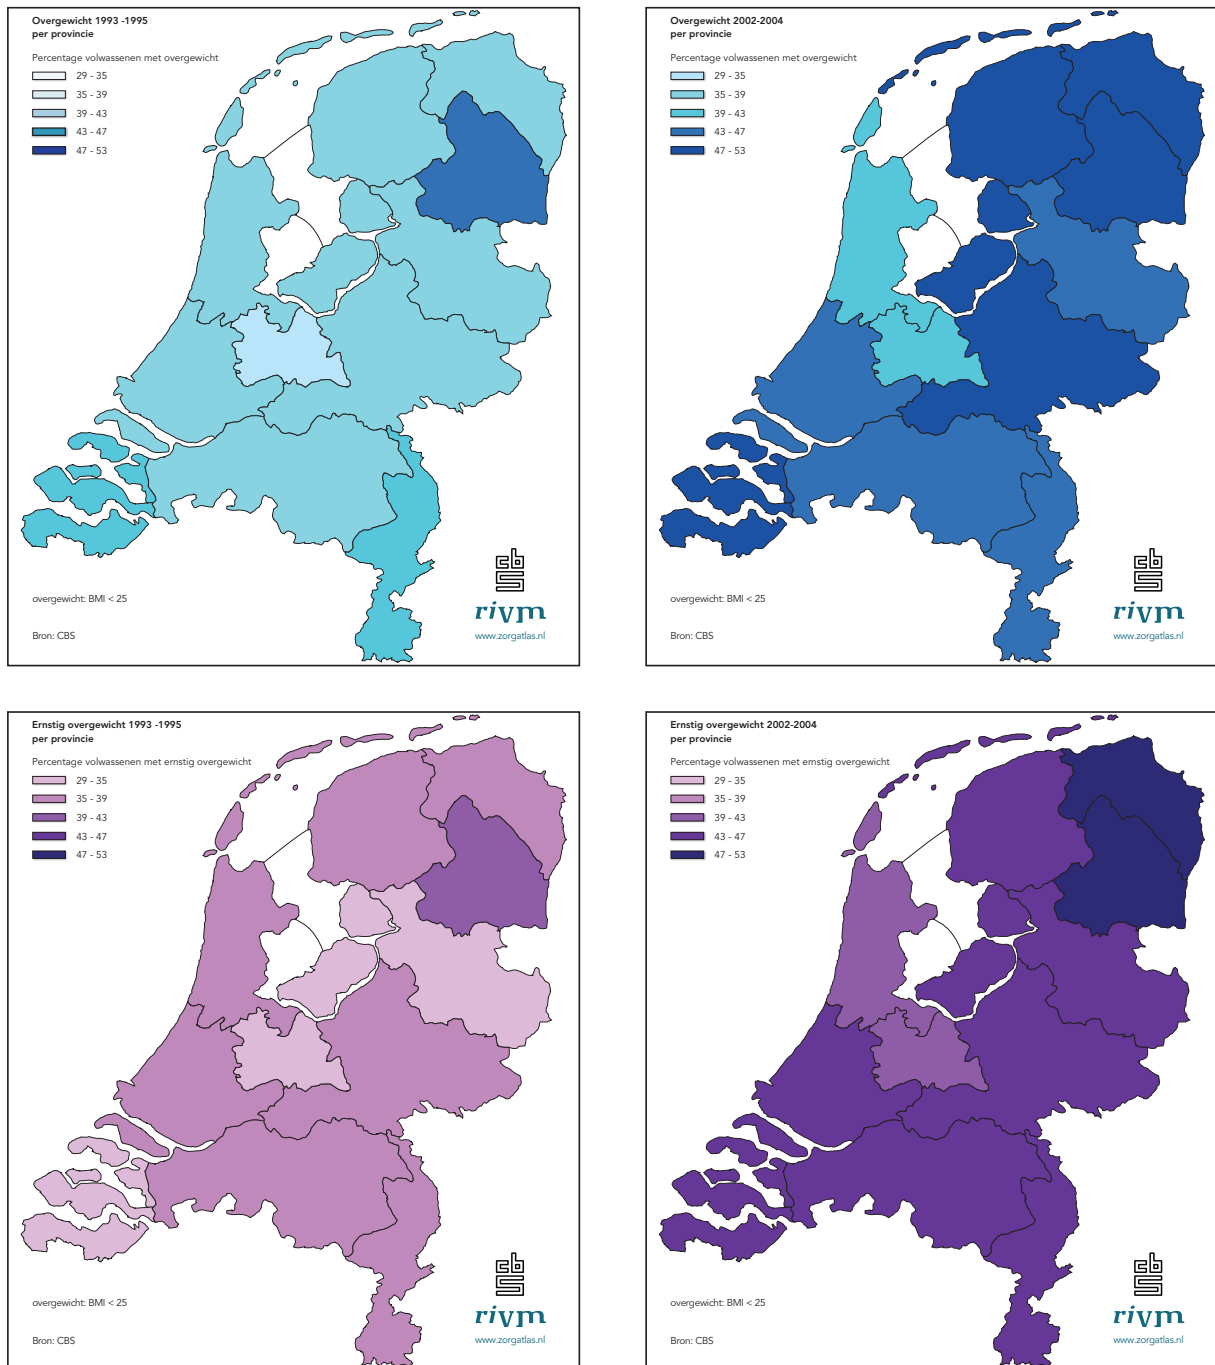 Overgewicht 1993 -1995
per provincie
Percentage volwassenen met overgewicht
29 - 35
35 - 39
39 - 43
43 - 47
47 - 53
overgewicht: BMI < 25
Bron: CBS
cbs
rivm
www.zorgatlas.nl
Overgewicht 2002-2004
per provincie
Percentage volwassenen met overgewicht
29 - 35
35 - 39
39 - 43
43 - 47
47 - 53
overgewicht: BMI < 25
Bron: CBS
cbs
rivm
www.zorgatlas.nl
Ernstig overgewicht 1993 -1995
per provincie
Percentage volwassenen met ernstig overgewicht
29 - 35
35 - 39
39 - 43
43 - 47
47 - 53
overgewicht: BMI < 25
Bron: CBS
cbs
rivm
www.zorgatlas.nl
Ernstig overgewicht 2002-2004
per provincie
Percentage volwassenen met ernstig overgewicht
29 - 35
35 - 39
39 - 43
43 - 47
47 - 53
overgewicht: BMI < 25
Bron: CBS
cbs
rivm
www.zorgatlas.nl